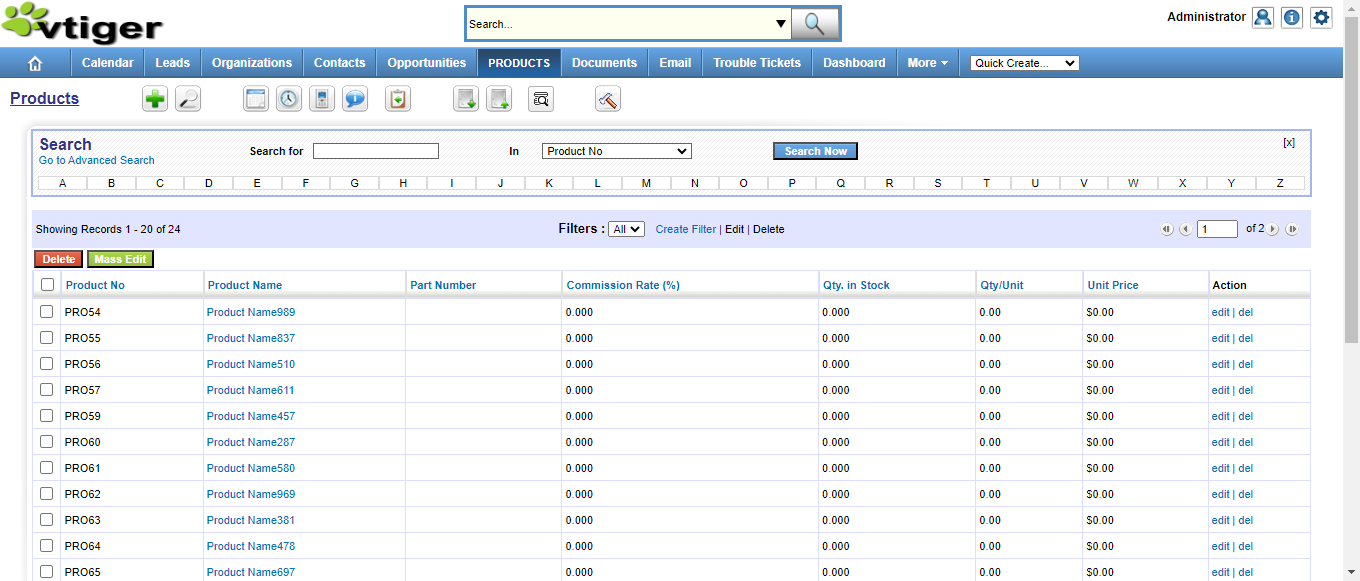 vtiger
Search...
Administrator
Calendar Leads Organizations Contacts Opportunities PRODUCTS Documents Email Trouble Tickets Dashboard More Quick Create...
Products
Search
Go to Advanced Search
Search for In Product No Search Now [x]
A B C D E F G H I J K L M N O P Q R S T U V W X Y Z
Showing Records 1 - 20 of 24 Filters : All Create Filter | Edit | Delete 1 of 2
Delete Mass Edit
Product No Product Name Part Number Commission Rate (%) Qty. in Stock Qty/Unit Unit Price Action
PRO54 Product Name989 0.000 0.000 0.00 $0.00 edit | del
PRO55 Product Name837 0.000 0.000 0.00 $0.00 edit | del
PRO56 Product Name510 0.000 0.000 0.00 $0.00 edit | del
PRO57 Product Name611 0.000 0.000 0.00 $0.00 edit | del
PRO59 Product Name457 0.000 0.000 0.00 $0.00 edit | del
PRO60 Product Name287 0.000 0.000 0.00 $0.00 edit | del
PRO61 Product Name580 0.000 0.000 0.00 $0.00 edit | del
PRO62 Product Name969 0.000 0.000 0.00 $0.00 edit | del
PRO63 Product Name381 0.000 0.000 0.00 $0.00 edit | del
PRO64 Product Name478 0.000 0.000 0.00 $0.00 edit | del
PRO65 Product Name697 0.000 0.000 0.00 $0.00 edit | del